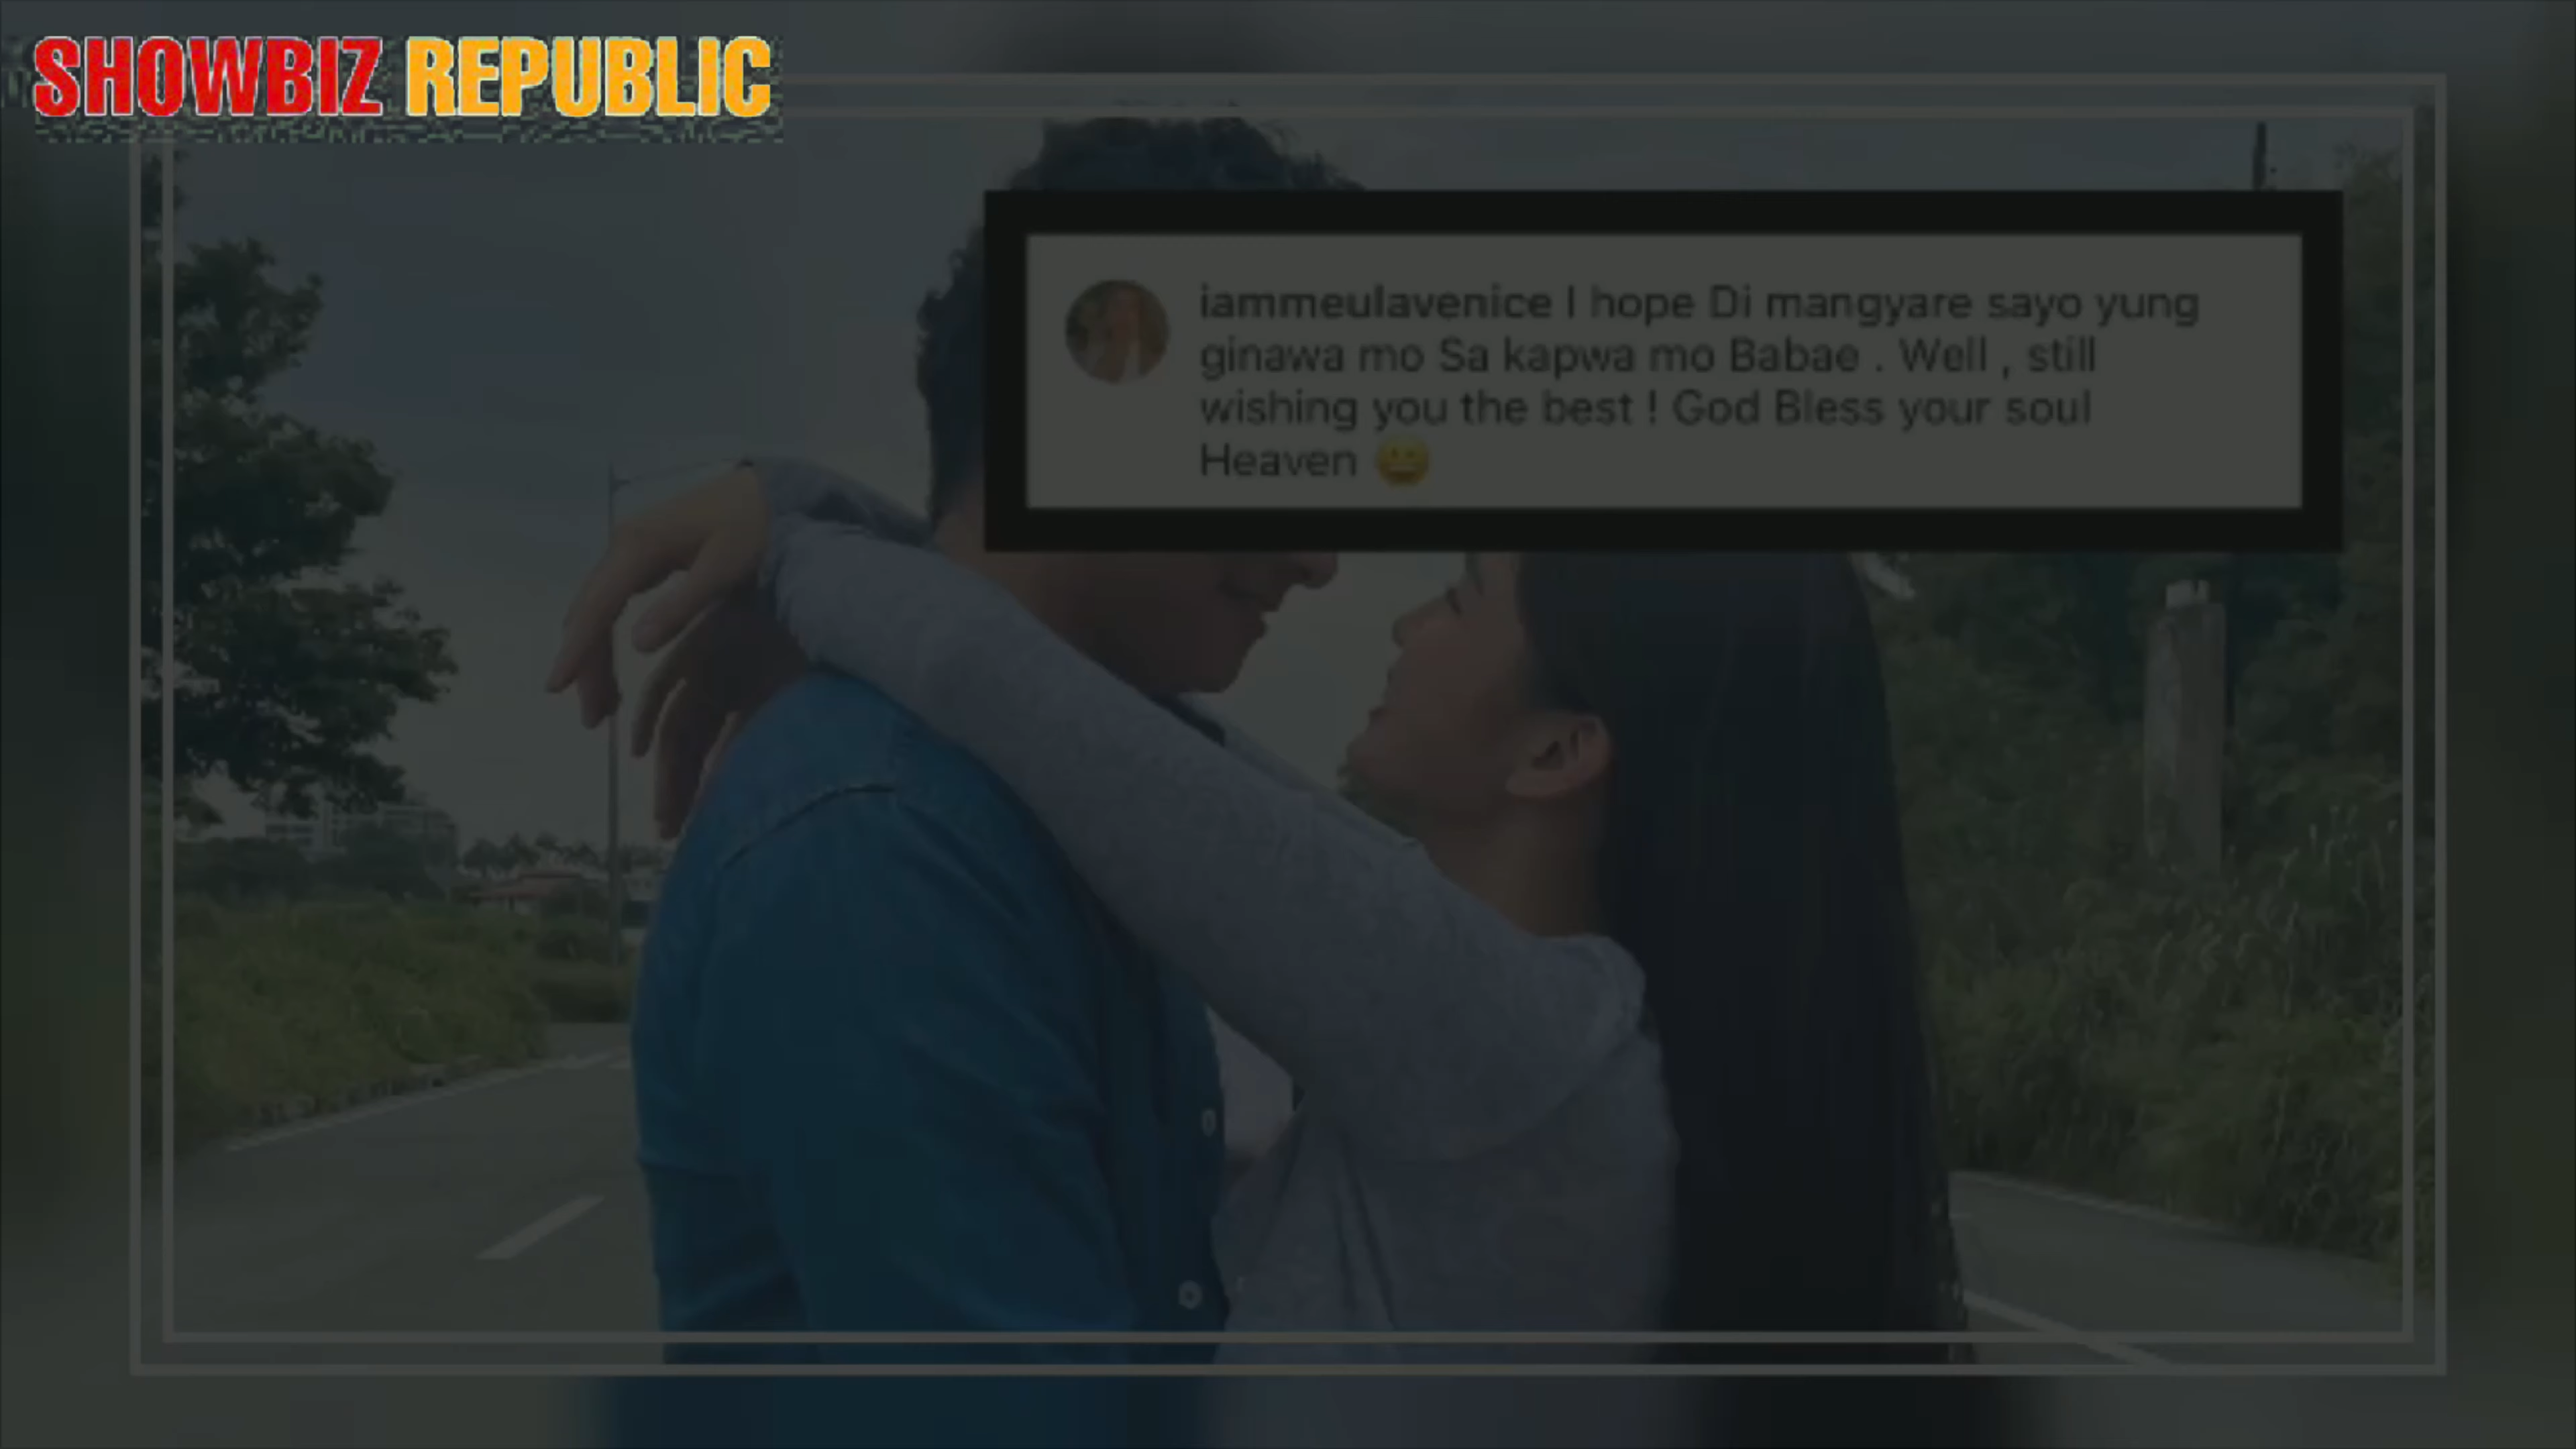 SHOWBIZ REPUBLIC
iammeulavenice I hope Di mangyare sayo yung
ginawa mo Sa kapwa mo Babae . Well , still
wishing you the best ! God Bless your soul
Heaven 😀